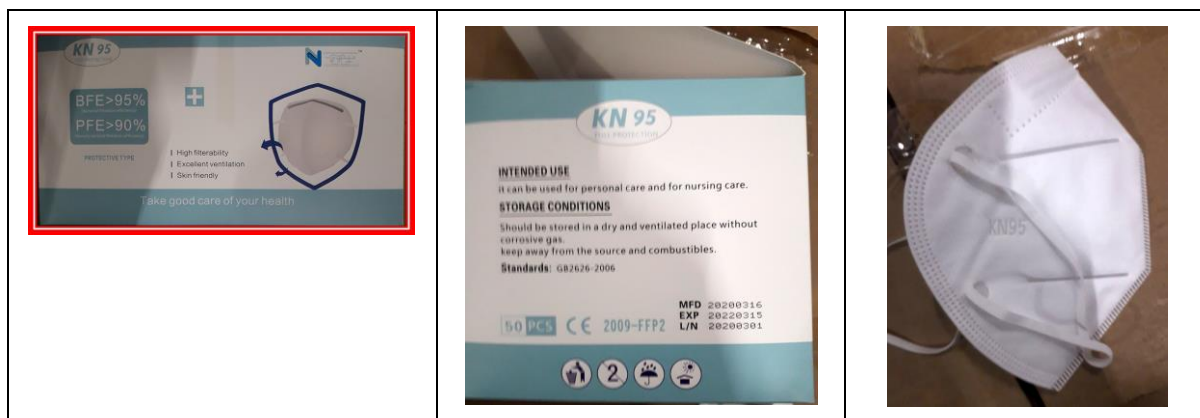 KN 95
BFE>95%
PFE>90%
PROTECTIVE TYPE
High filterability
Excellent ventilation
Skin friendly
Take good care of your health
KN 95
FULL PROTECTION
INTENDED USE
it can be used for personal care and for nursing care.
STORAGE CONDITIONS
Should be stored in a dry and ventilated place without
corrosive gas.
keep away from the source and combustibles.
Standards: GB2626-2006
MFD 20200316
EXP 20220315
L/N 20200301
50 PCS CE 2009-FFP2
2
KN95